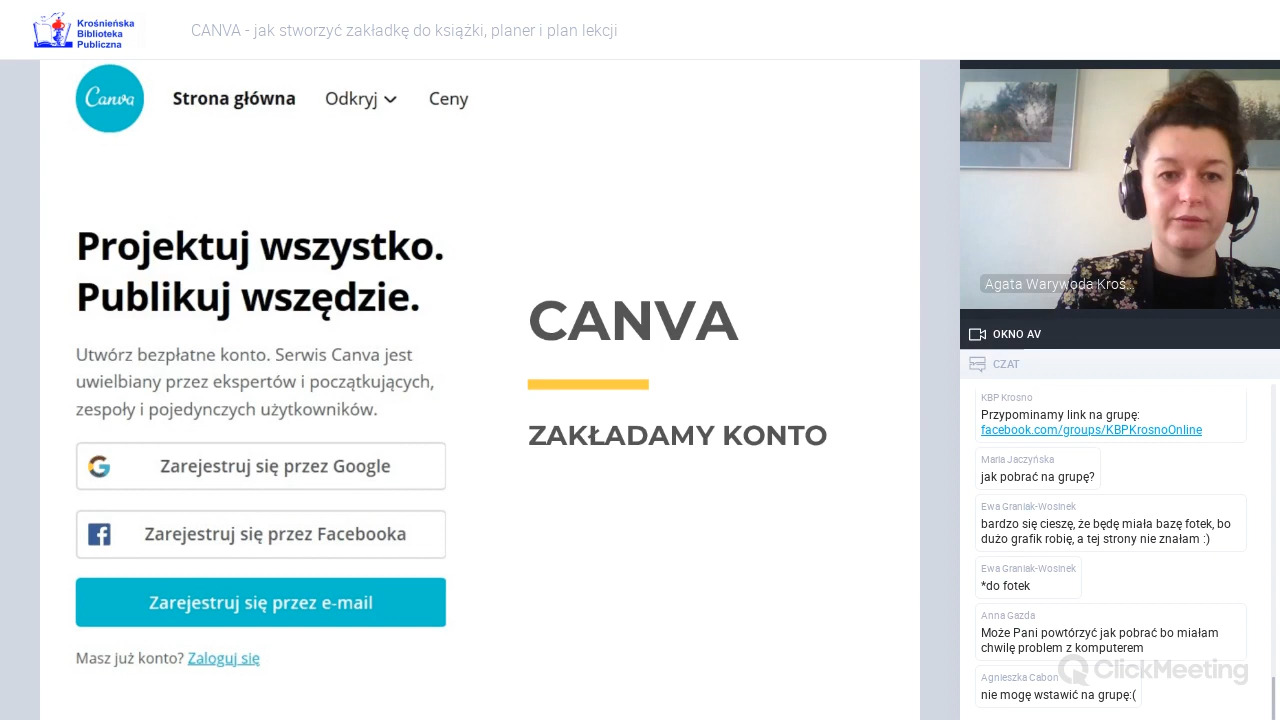 Krośnieńska
Biblioteka
Publiczna
CANVA - jak stworzyć zakładkę do książki, planer i plan lekcji
Canva
Strona główna
Odkryj
Ceny
Projektuj wszystko.
Publikuj wszędzie.
Utwórz bezpłatne konto. Serwis Canva jest
uwielbiany przez ekspertów i początkujących,
zespoły i pojedynczych użytkowników.
Zarejestruj się przez Google
Zarejestruj się przez Facebooka
Zarejestruj się przez e-mail
Masz już konto? Zaloguj się
CANVA
ZAKŁADAMY KONTO
Agata Warywoda Kroś...
OKNO AV
CZAT
KBP Krosno
Przypominamy link na grupę:
facebook.com/groups/KBPKrosnoOnline
Maria Jaczyńska
jak pobrać na grupę?
Ewa Graniak-Wosinek
bardzo się cieszę, że będę miała bazę fotek, bo
dużo grafik robię, a tej strony nie znałam :)
Ewa Graniak-Wosinek
*do fotek
Anna Gazda
Może Pani powtórzyć jak pobrać bo miałam
chwilę problem z komputerem
Agnieszka Cabon
nie mogę wstawić na grupę:(
ClickMeeting